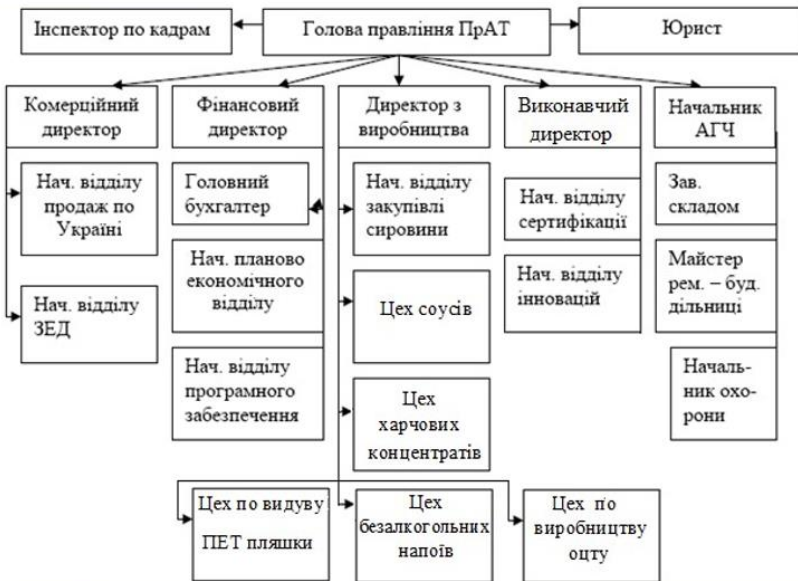 Інспектор по кадрам
Голова правління ПрАТ
Юрист
Комерційний
директор
Фінансовий
директор
Директор з
виробництва
Виконавчий
директор
Начальник
АГЧ
Нач. відділу
продаж по
Україні
Нач. відділу
ЗЕД
Головний
бухгалтер
Нач. планово
економічного
відділу
Нач. відділу
програмного
забезпечення
Нач. відділу
закупівлі
сировини
Цех соусів
Цех
харчових
концентратів
Нач. відділу
сертифікації
Нач. відділу
інновацій
Зав.
складом
Майстер
рем. – буд.
дільниці
Началь-
ник охо-
рони
Цех по видуву
ПЕТ пляшки
Цех
безалкогольних
напоїв
Цех по
виробництву
оцту